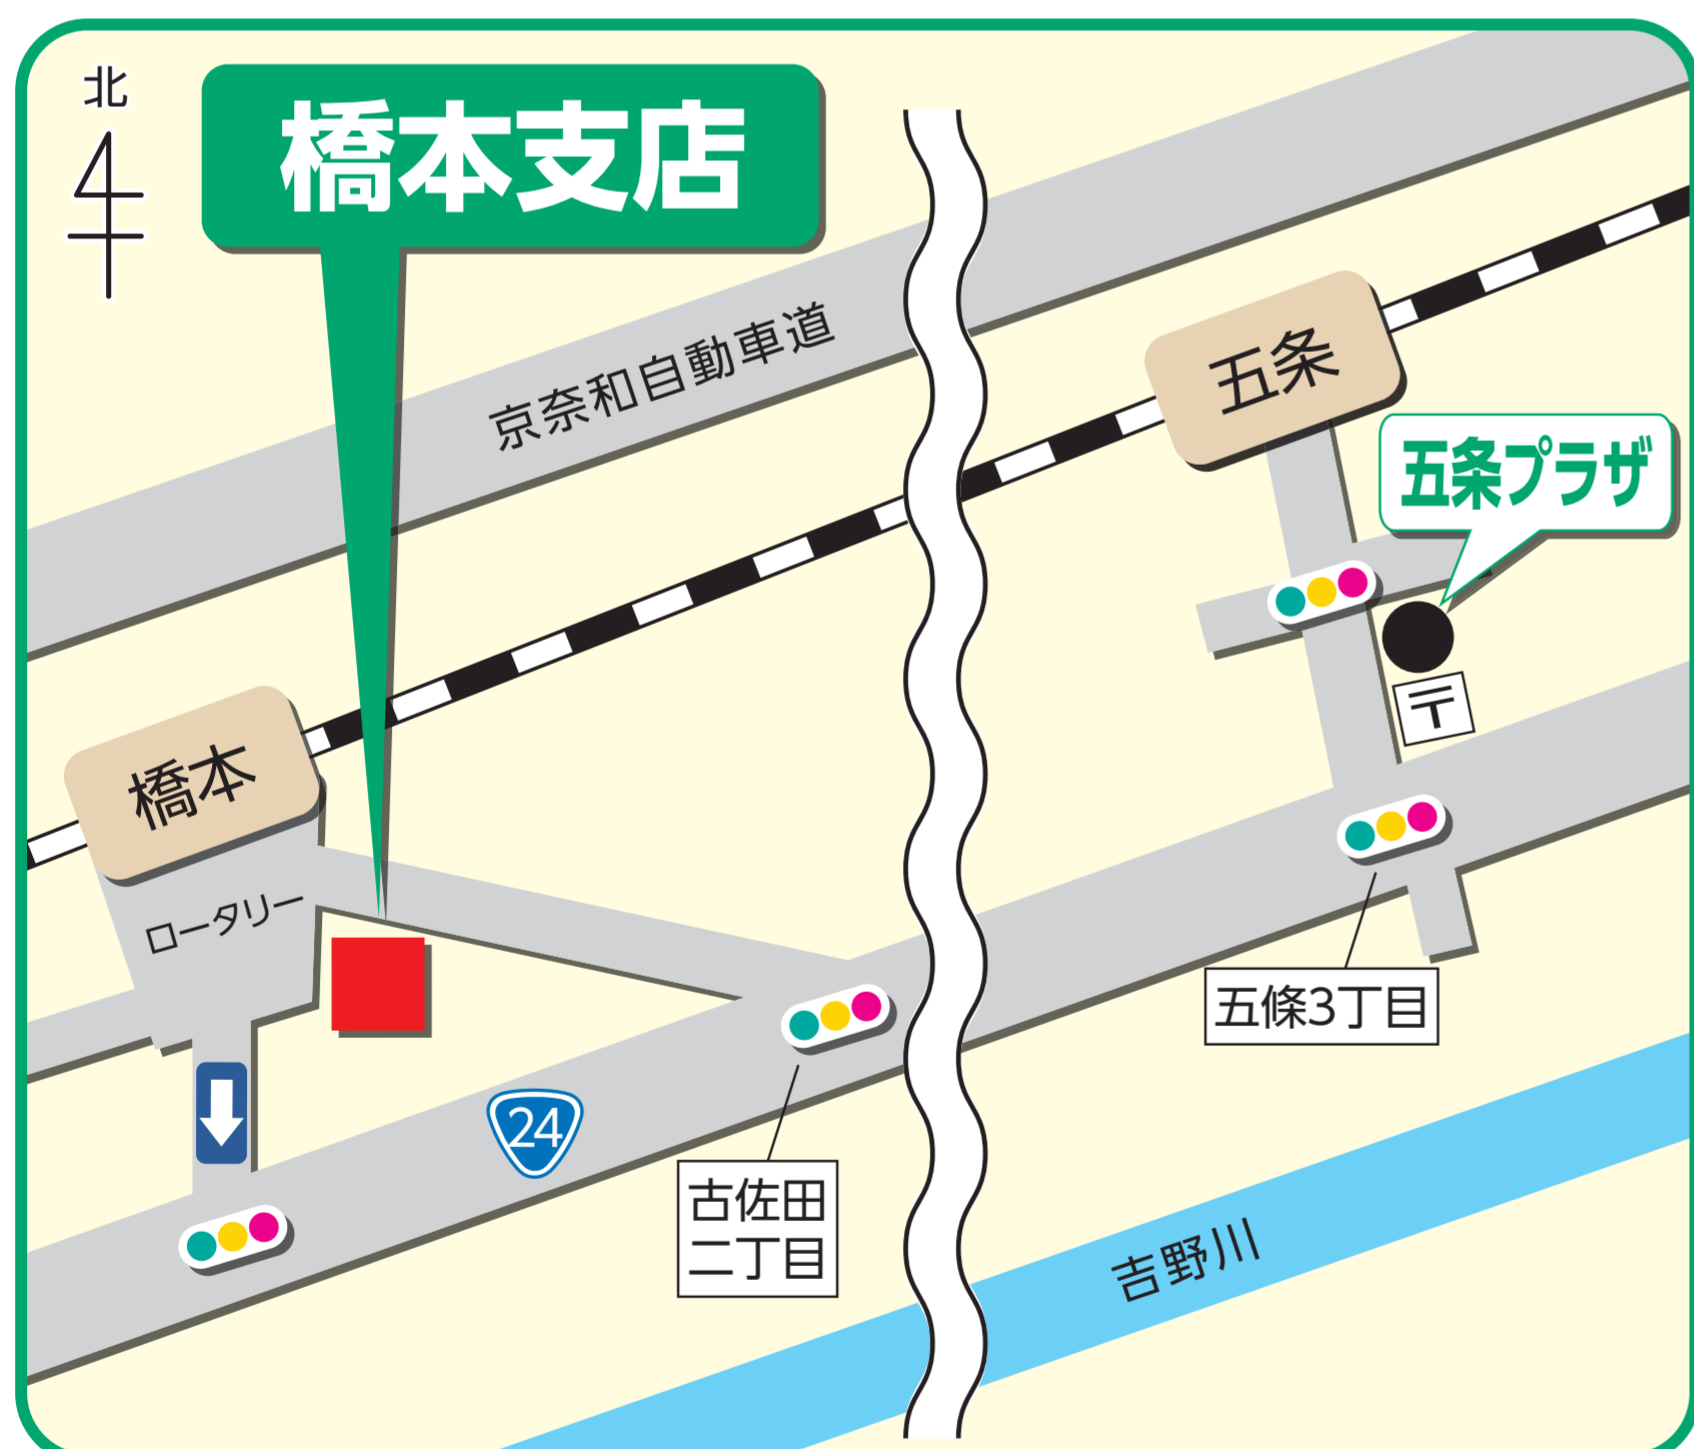 北
橋本支店
京奈和自動車道
五条
五条プラザ
〒
橋本
ロータリー
五條3丁目
24
古佐田
二丁目
吉野川